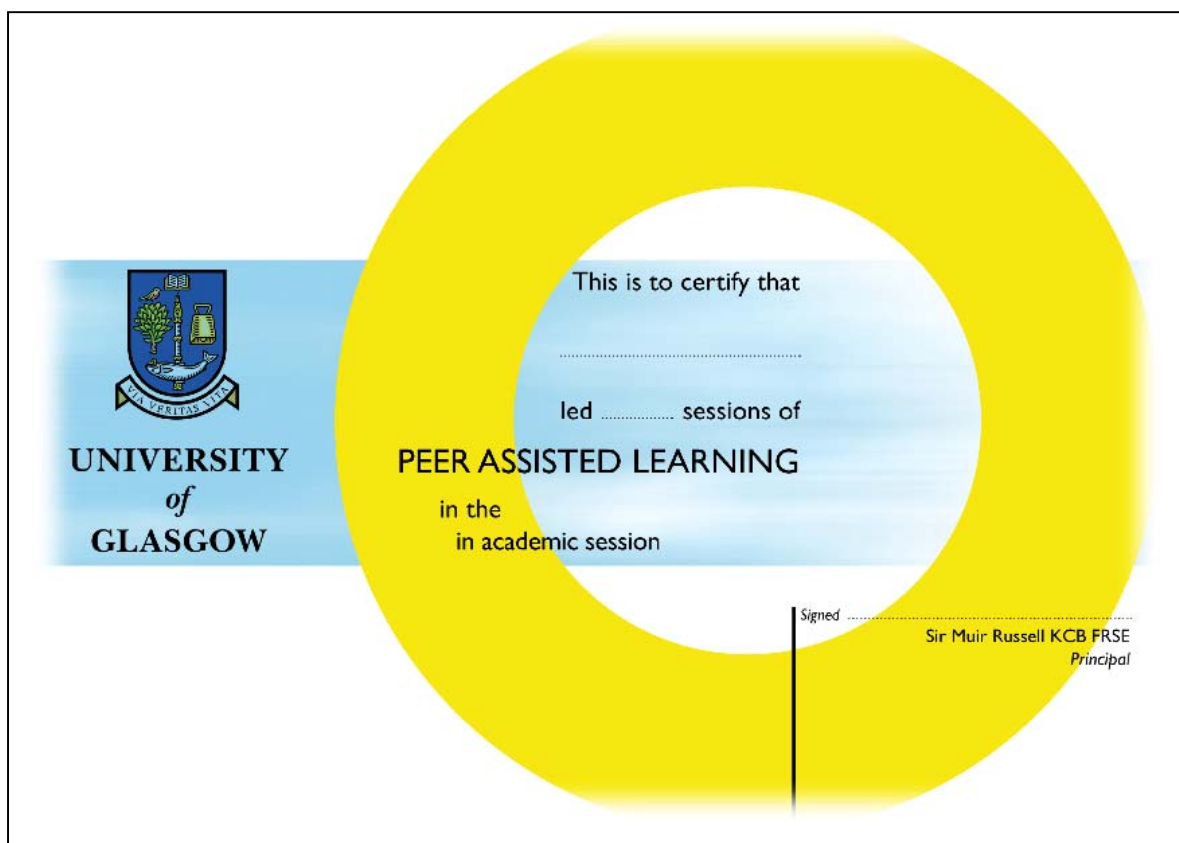 VIA VERITAS VITA
UNIVERSITY
of
GLASGOW
This is to certify that
................................................................
led ................... sessions of
PEER ASSISTED LEARNING
in the
in academic session
Signed ................................................................
Sir Muir Russell KCB FRSE
Principal